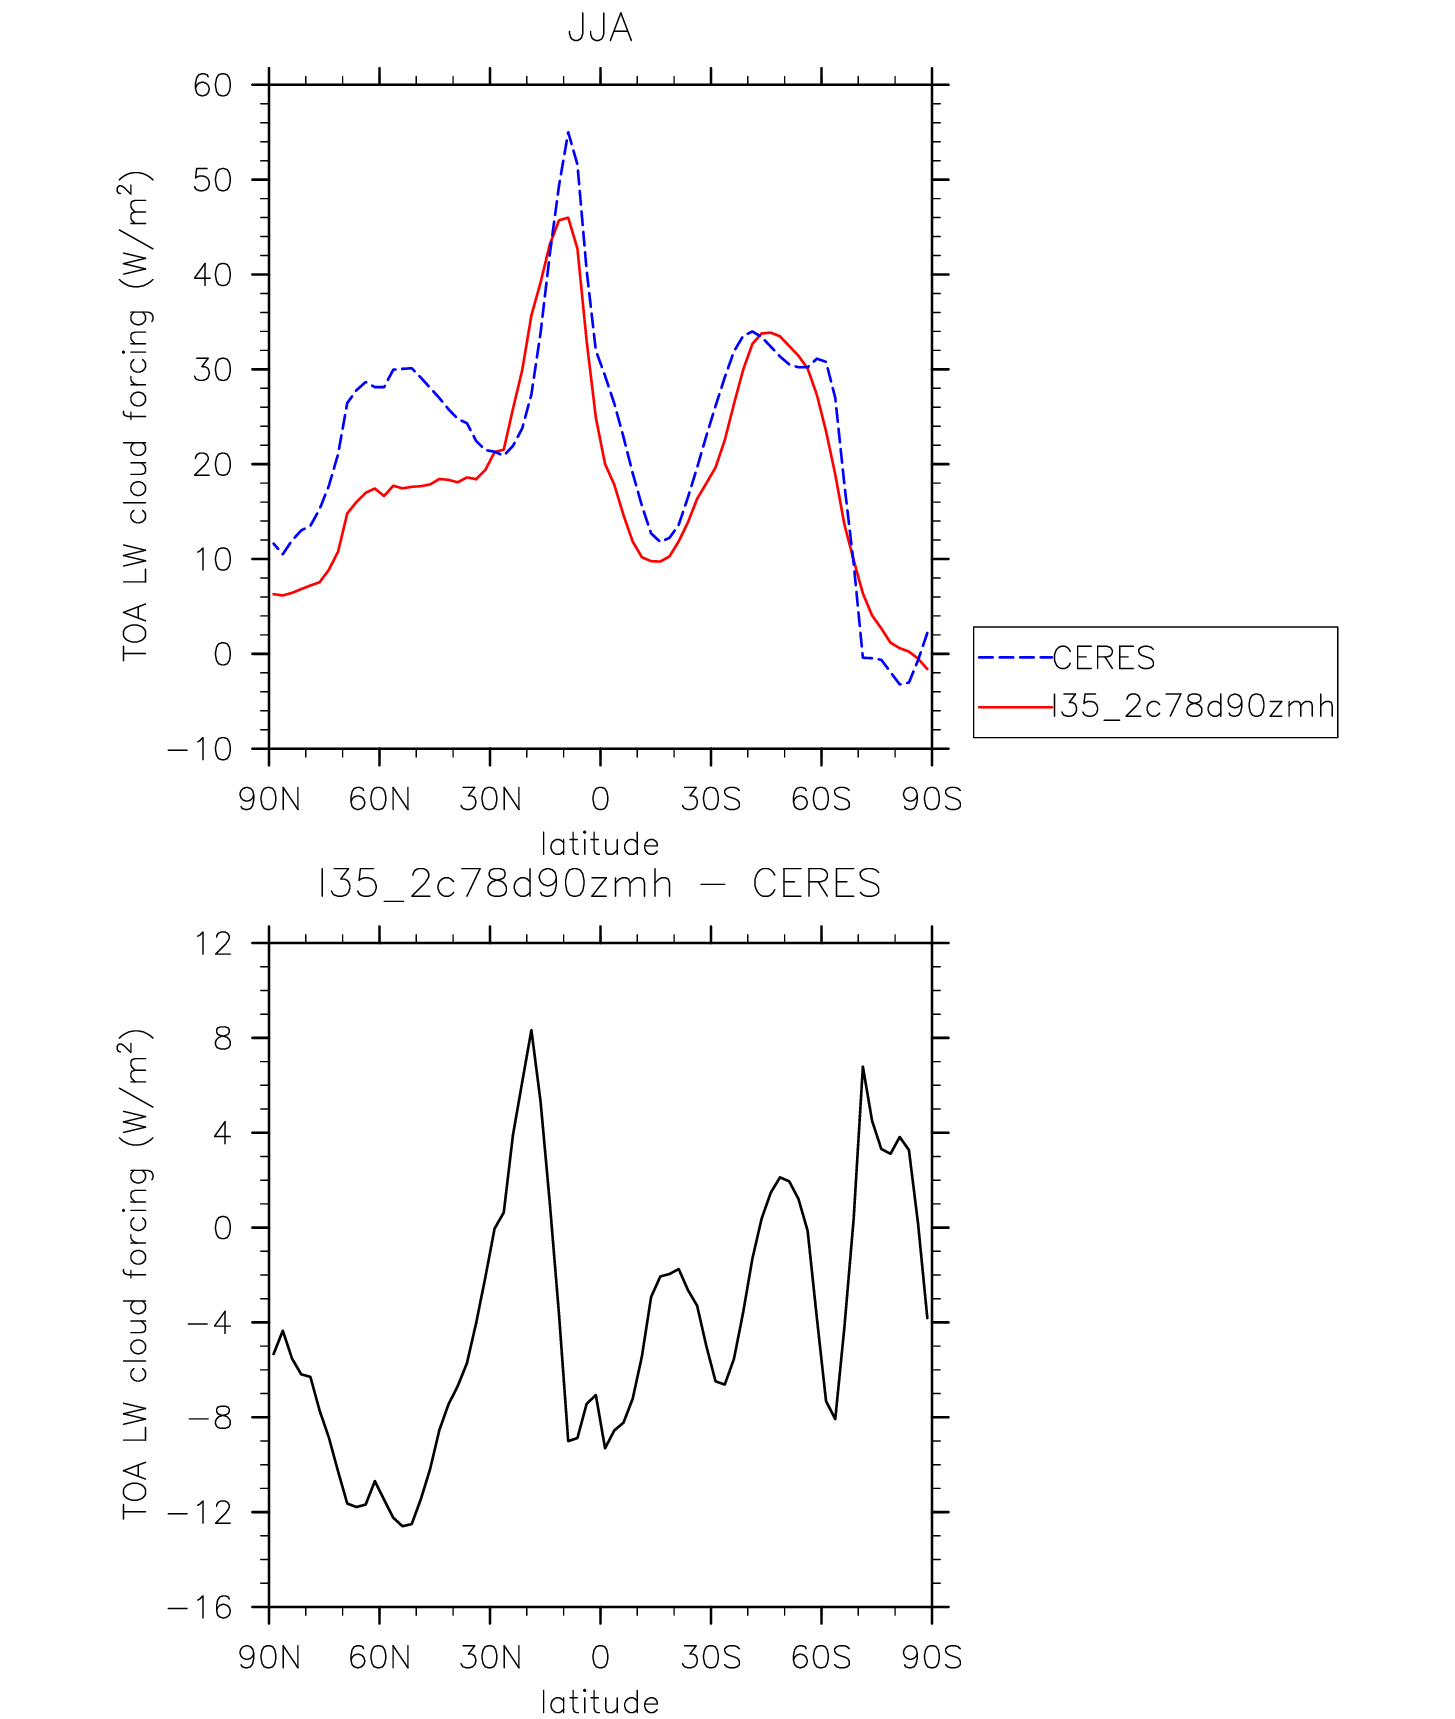 JJA
TOA LW cloud forcing (W/m²)
60
50
40
30
20
10
0
−10
90N 60N 30N 0 30S 60S 90S
latitude
CERES
I35_2c78d90zmh
I35_2c78d90zmh − CERES
TOA LW cloud forcing (W/m²)
12
8
4
0
−4
−8
−12
−16
90N 60N 30N 0 30S 60S 90S
latitude